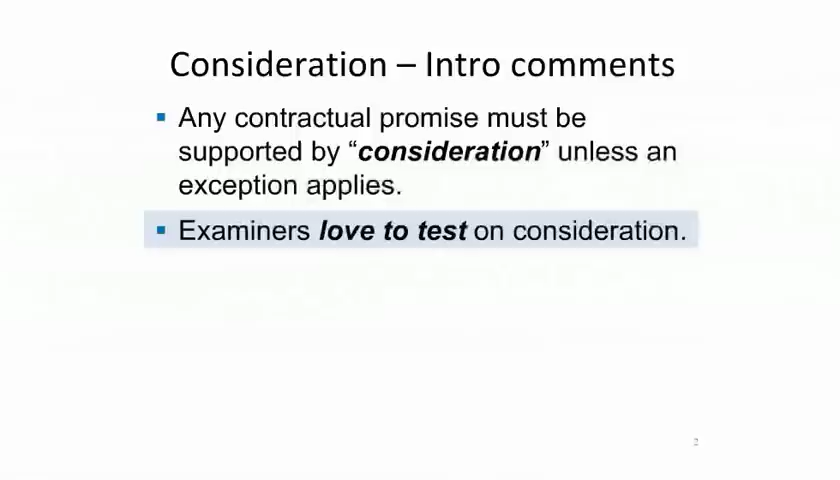 Consideration – Intro comments
▪ Any contractual promise must be
supported by “consideration” unless an
exception applies.
▪ Examiners love to test on consideration.
2